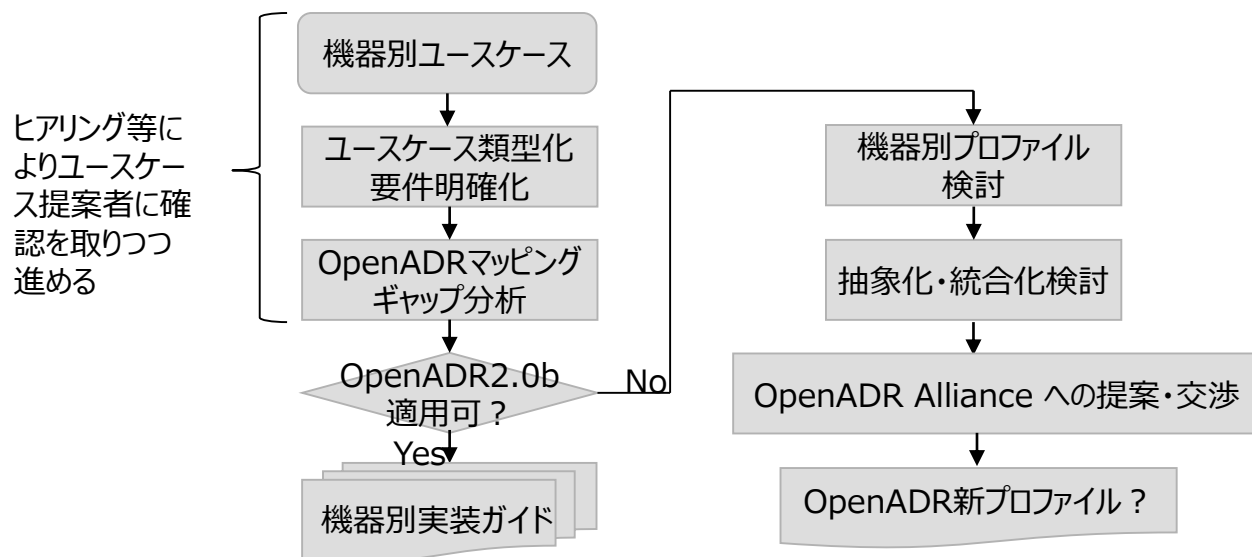 ヒアリング等に
よりユースケー
ス提案者に確
認を取りつつ
進める
機器別ユースケース
ユースケース類型化
要件明確化
OpenADRマッピング
ギャップ分析
OpenADR2.0b
適用可？
No
Yes
機器別実装ガイド
機器別プロファイル
検討
抽象化・統合化検討
OpenADR Alliance への提案・交渉
OpenADR新プロファイル？